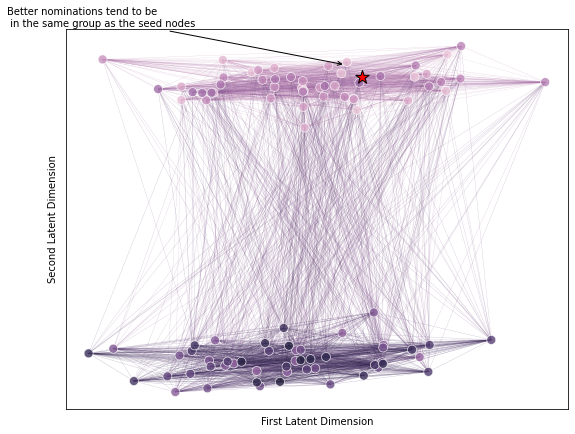 Better nominations tend to be
in the same group as the seed nodes
Second Latent Dimension
First Latent Dimension